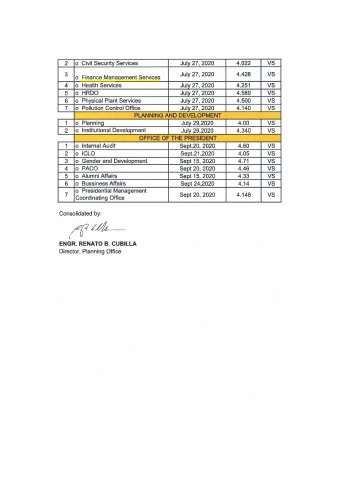 2 o Civil Security Services July 27, 2020 4.022 VS
3 o Finance Management Services July 27, 2020 4.428 VS
4 o Health Services July 27, 2020 4.251 VS
5 o HRDO July 27, 2020 4.569 VS
6 o Physical Plant Services July 27, 2020 4.500 VS
7 o Pollution Control Office July 27, 2020 4.140 VS
PLANNING AND DEVELOPMENT
1 o Planning July 29,2020 4.00 VS
2 o Institutional Development July 29,2020 4.340 VS
OFFICE OF THE PRESIDENT
1 o Internal Audit Sept.20, 2020 4.60 VS
2 o ICLO Sept.21,2020 4.05 VS
3 o Gender and Development Sept 15, 2020 4.71 VS
4 o PACO Sept 20, 2020 4.46 VS
5 o Alumni Affairs Sept 15, 2020 4.33 VS
6 o Bussiness Affairs Sept 24,2020 4.14 VS
7 o Presidential Management
Coordinating Office Sept 20, 2020 4.148 VS
Consolidated by:
ENGR. RENATO B. CUBILLA
Director, Planning Office